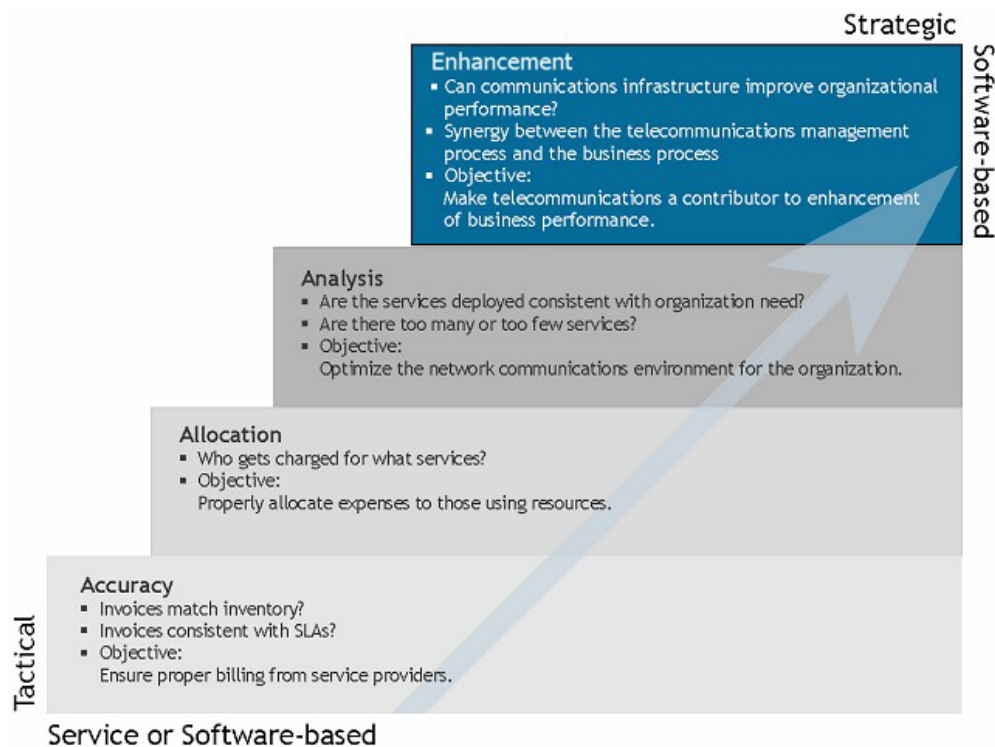 Strategic
Software-based
Enhancement
▪ Can communications infrastructure improve organizational
performance?
▪ Synergy between the telecommunications management
process and the business process
▪ Objective:
Make telecommunications a contributor to enhancement
of business performance.
Analysis
▪ Are the services deployed consistent with organization need?
▪ Are there too many or too few services?
▪ Objective:
Optimize the network communications environment for the organization.
Allocation
▪ Who gets charged for what services?
▪ Objective:
Properly allocate expenses to those using resources.
Accuracy
▪ Invoices match inventory?
▪ Invoices consistent with SLAs?
▪ Objective:
Ensure proper billing from service providers.
Tactical
Service or Software-based